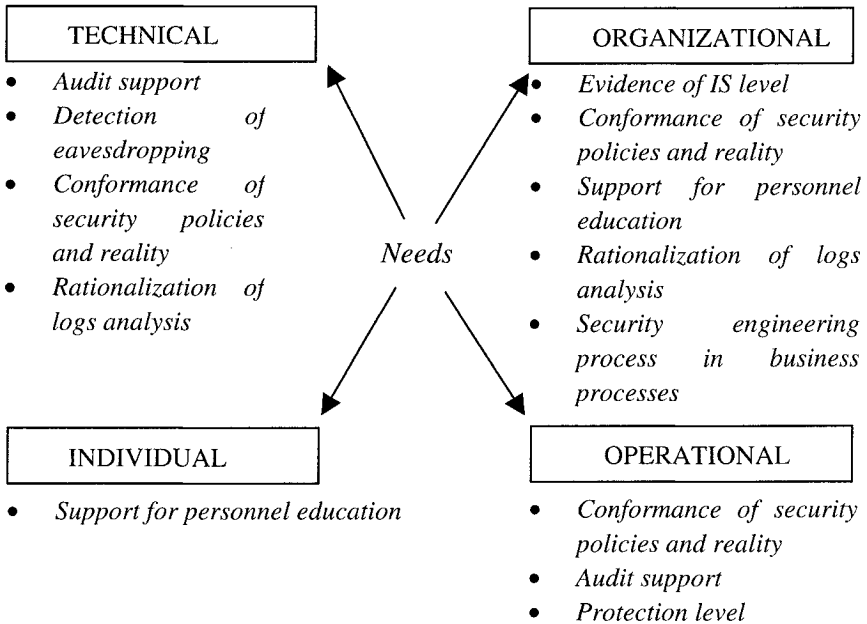 TECHNICAL
• Audit support
• Detection of
eavesdropping
• Conformance of
security policies
and reality
• Rationalization of
logs analysis
ORGANIZATIONAL
• Evidence of IS level
• Conformance of security
policies and reality
• Support for personnel
education
• Rationalization of logs
analysis
• Security engineering
process in business
processes
Needs
INDIVIDUAL
• Support for personnel education
OPERATIONAL
• Conformance of security
policies and reality
• Audit support
• Protection level